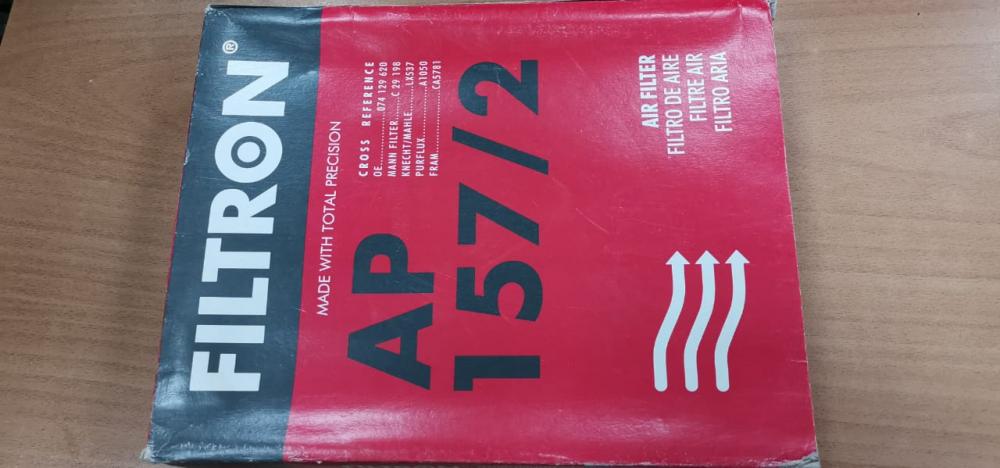 FILTRON®
MADE WITH TOTAL PRECISION
CROSS REFERENCE
OE..................074 129 620
MANN FILTER........C 29 198
KNECHT/MAHLE........LX537
PURFLUX.................A1050
FRAM...................CA5781
AP
157/2
AIR FILTER
FILTRO DE AIRE
FILTRE AIR
FILTRO ARIA